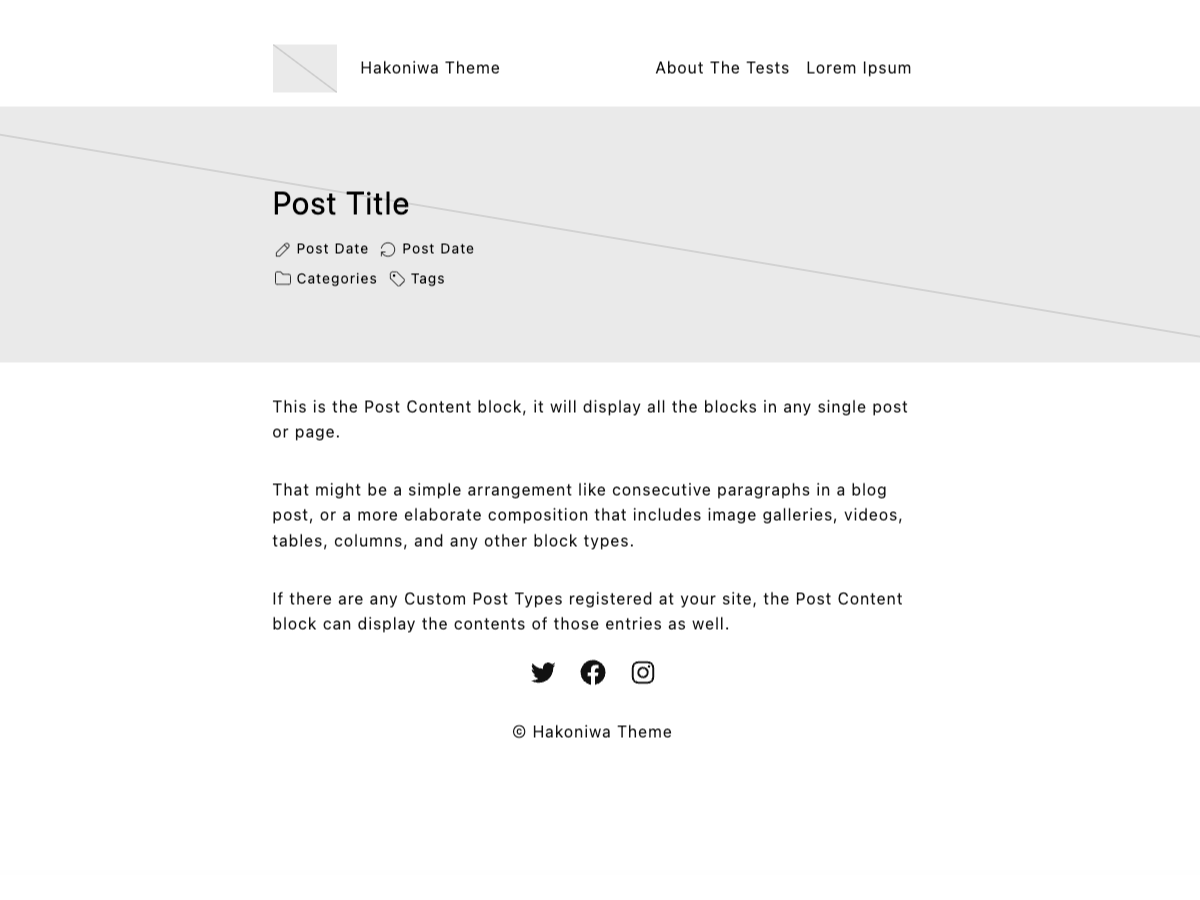 Hakoniwa Theme
About The Tests Lorem Ipsum
Post Title
Post Date Post Date
Categories Tags
This is the Post Content block, it will display all the blocks in any single post
or page.
That might be a simple arrangement like consecutive paragraphs in a blog
post, or a more elaborate composition that includes image galleries, videos,
tables, columns, and any other block types.
If there are any Custom Post Types registered at your site, the Post Content
block can display the contents of those entries as well.
© Hakoniwa Theme